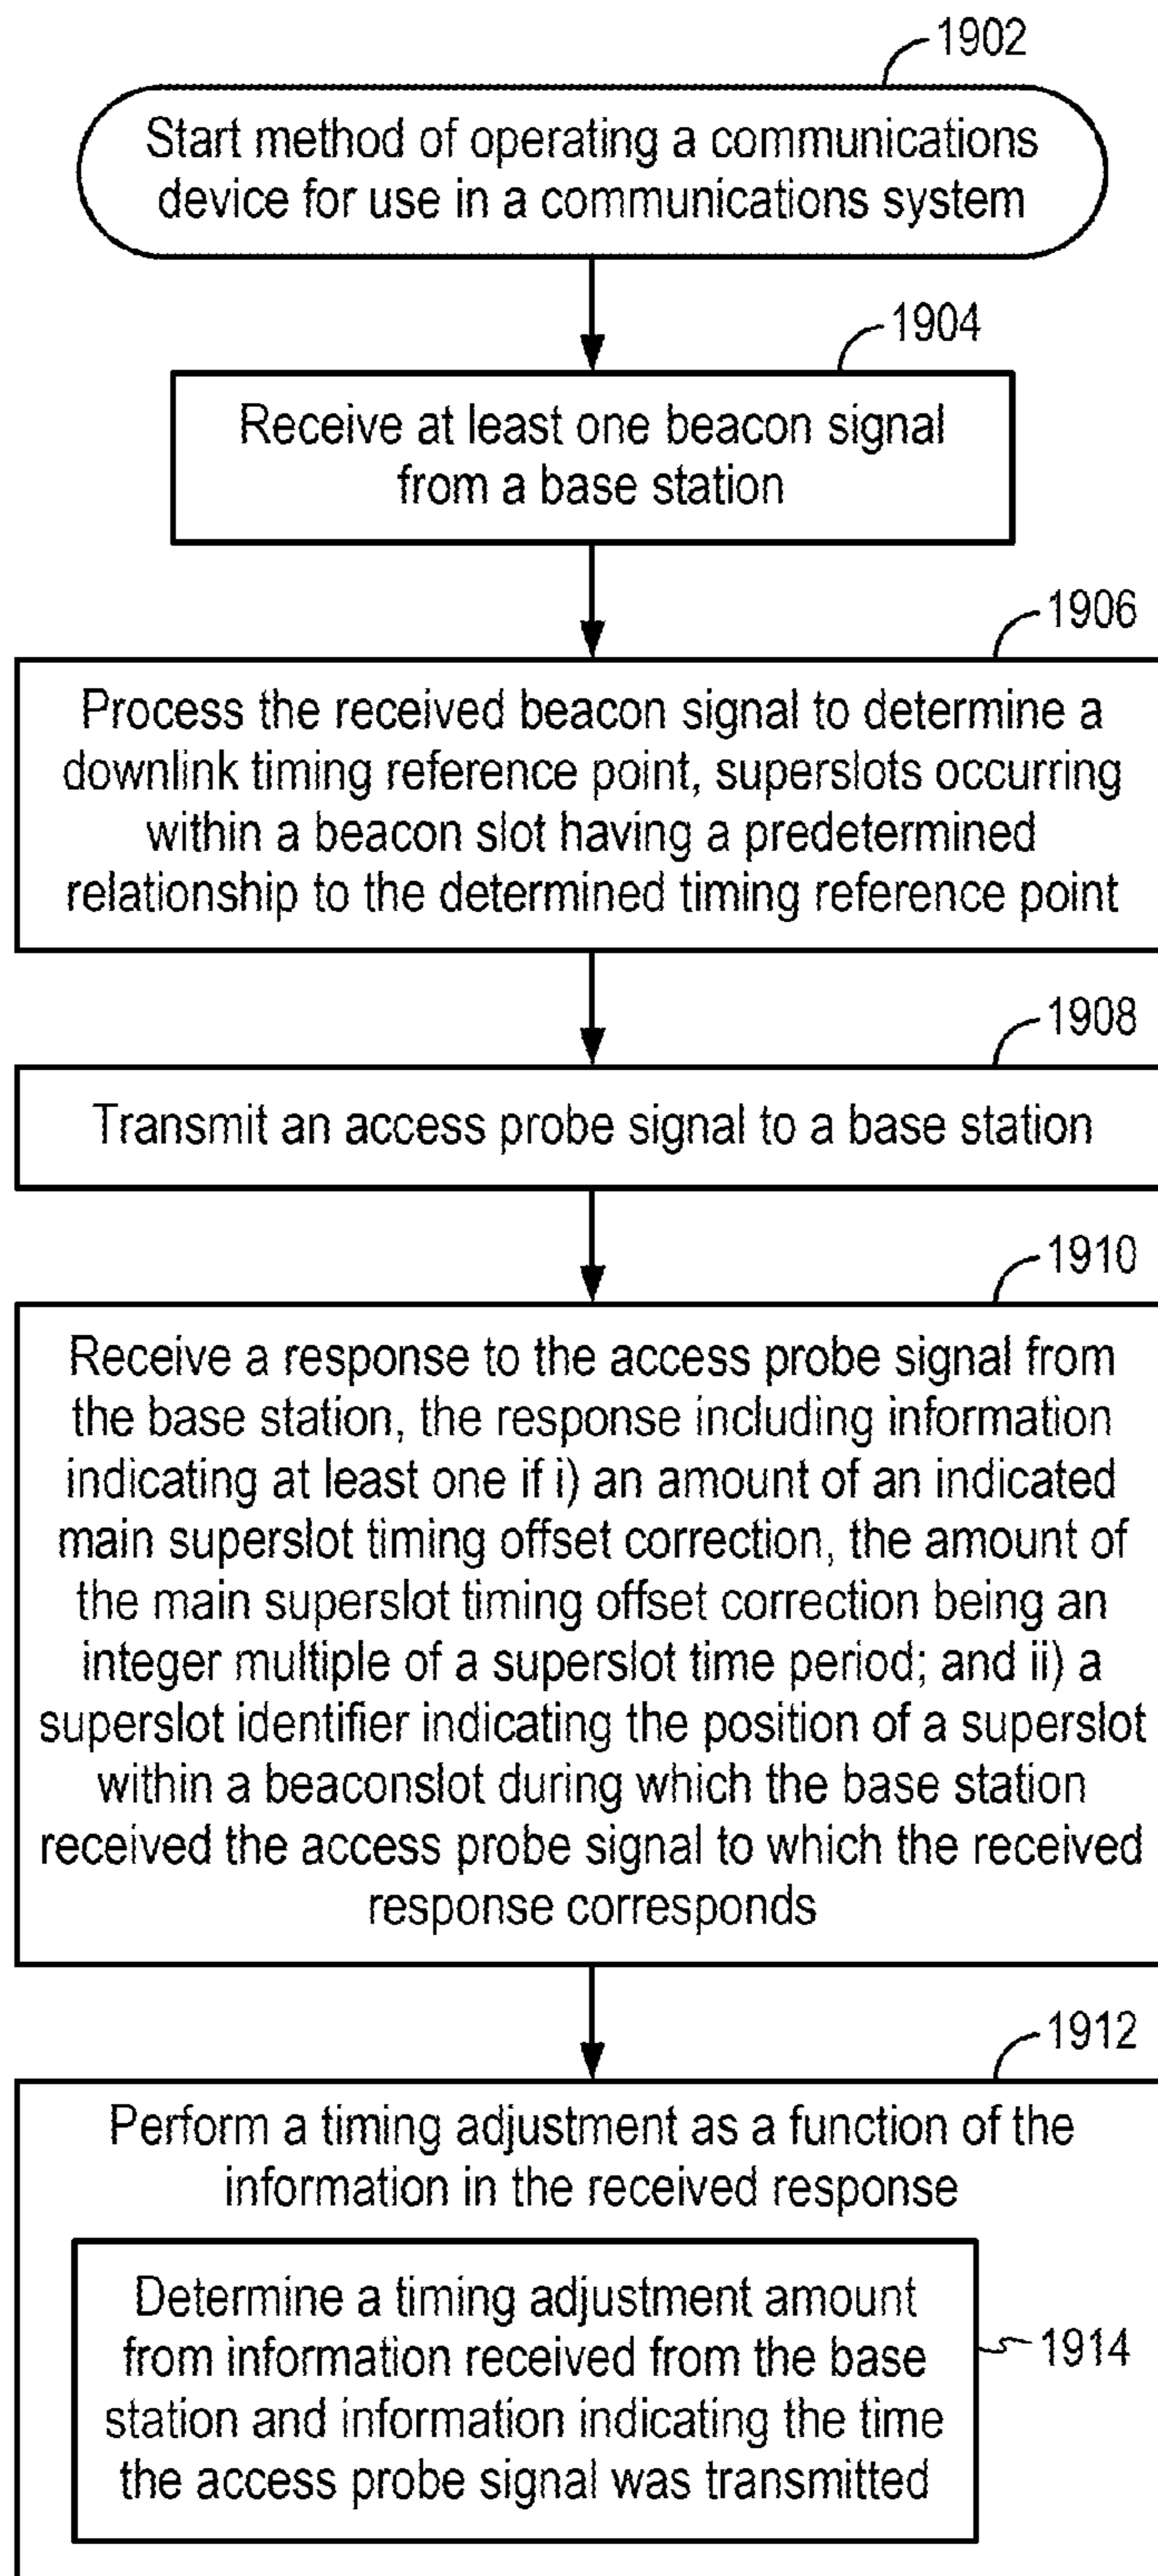 1902
Start method of operating a communications
device for use in a communications system
1904
Receive at least one beacon signal
from a base station
1906
Process the received beacon signal to determine a
downlink timing reference point, superslots occurring
within a beacon slot having a predetermined
relationship to the determined timing reference point
1908
Transmit an access probe signal to a base station
1910
Receive a response to the access probe signal from
the base station, the response including information
indicating at least one if i) an amount of an indicated
main superslot timing offset correction, the amount of
the main superslot timing offset correction being an
integer multiple of a superslot time period; and ii) a
superslot identifier indicating the position of a superslot
within a beaconslot during which the base station
received the access probe signal to which the received
response corresponds
1912
Perform a timing adjustment as a function of the
information in the received response
Determine a timing adjustment amount
from information received from the base
station and information indicating the time
the access probe signal was transmitted
1914